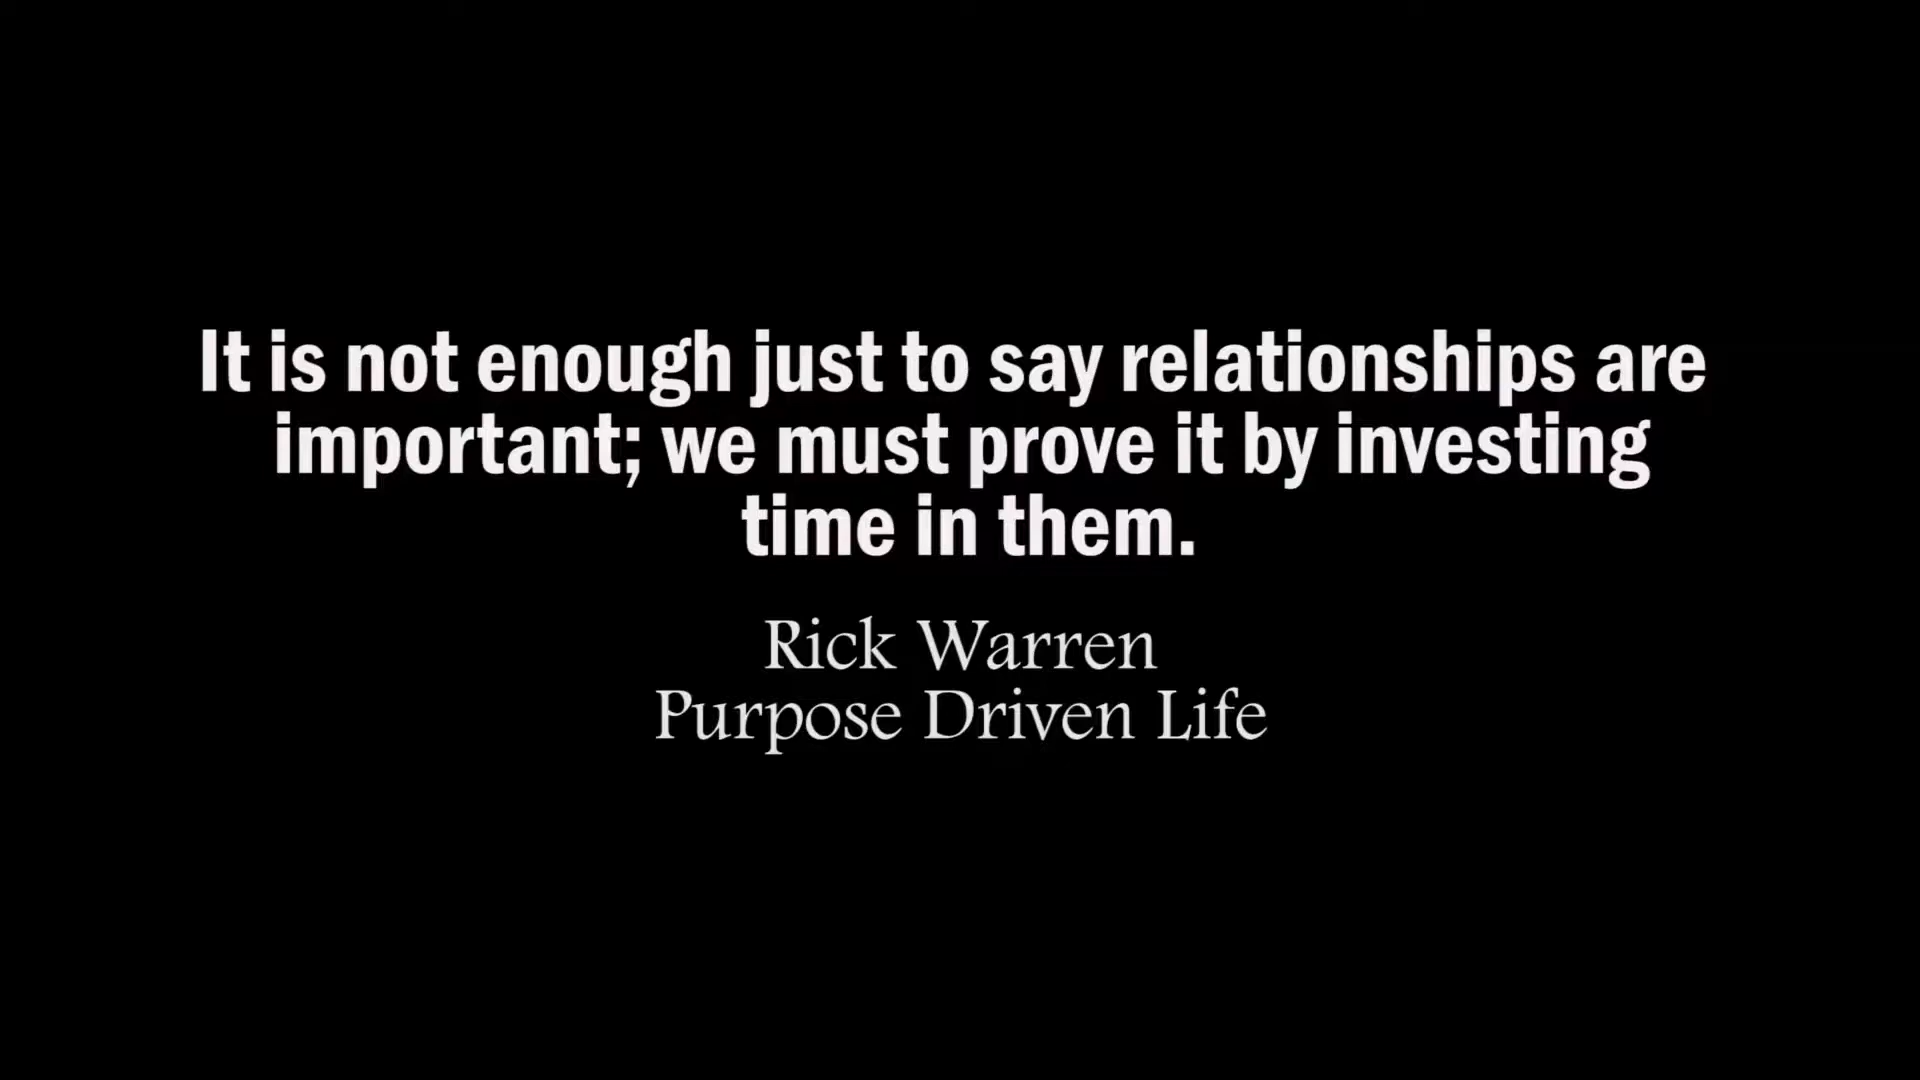 It is not enough just to say relationships are
important; we must prove it by investing
time in them.
Rick Warren
Purpose Driven Life